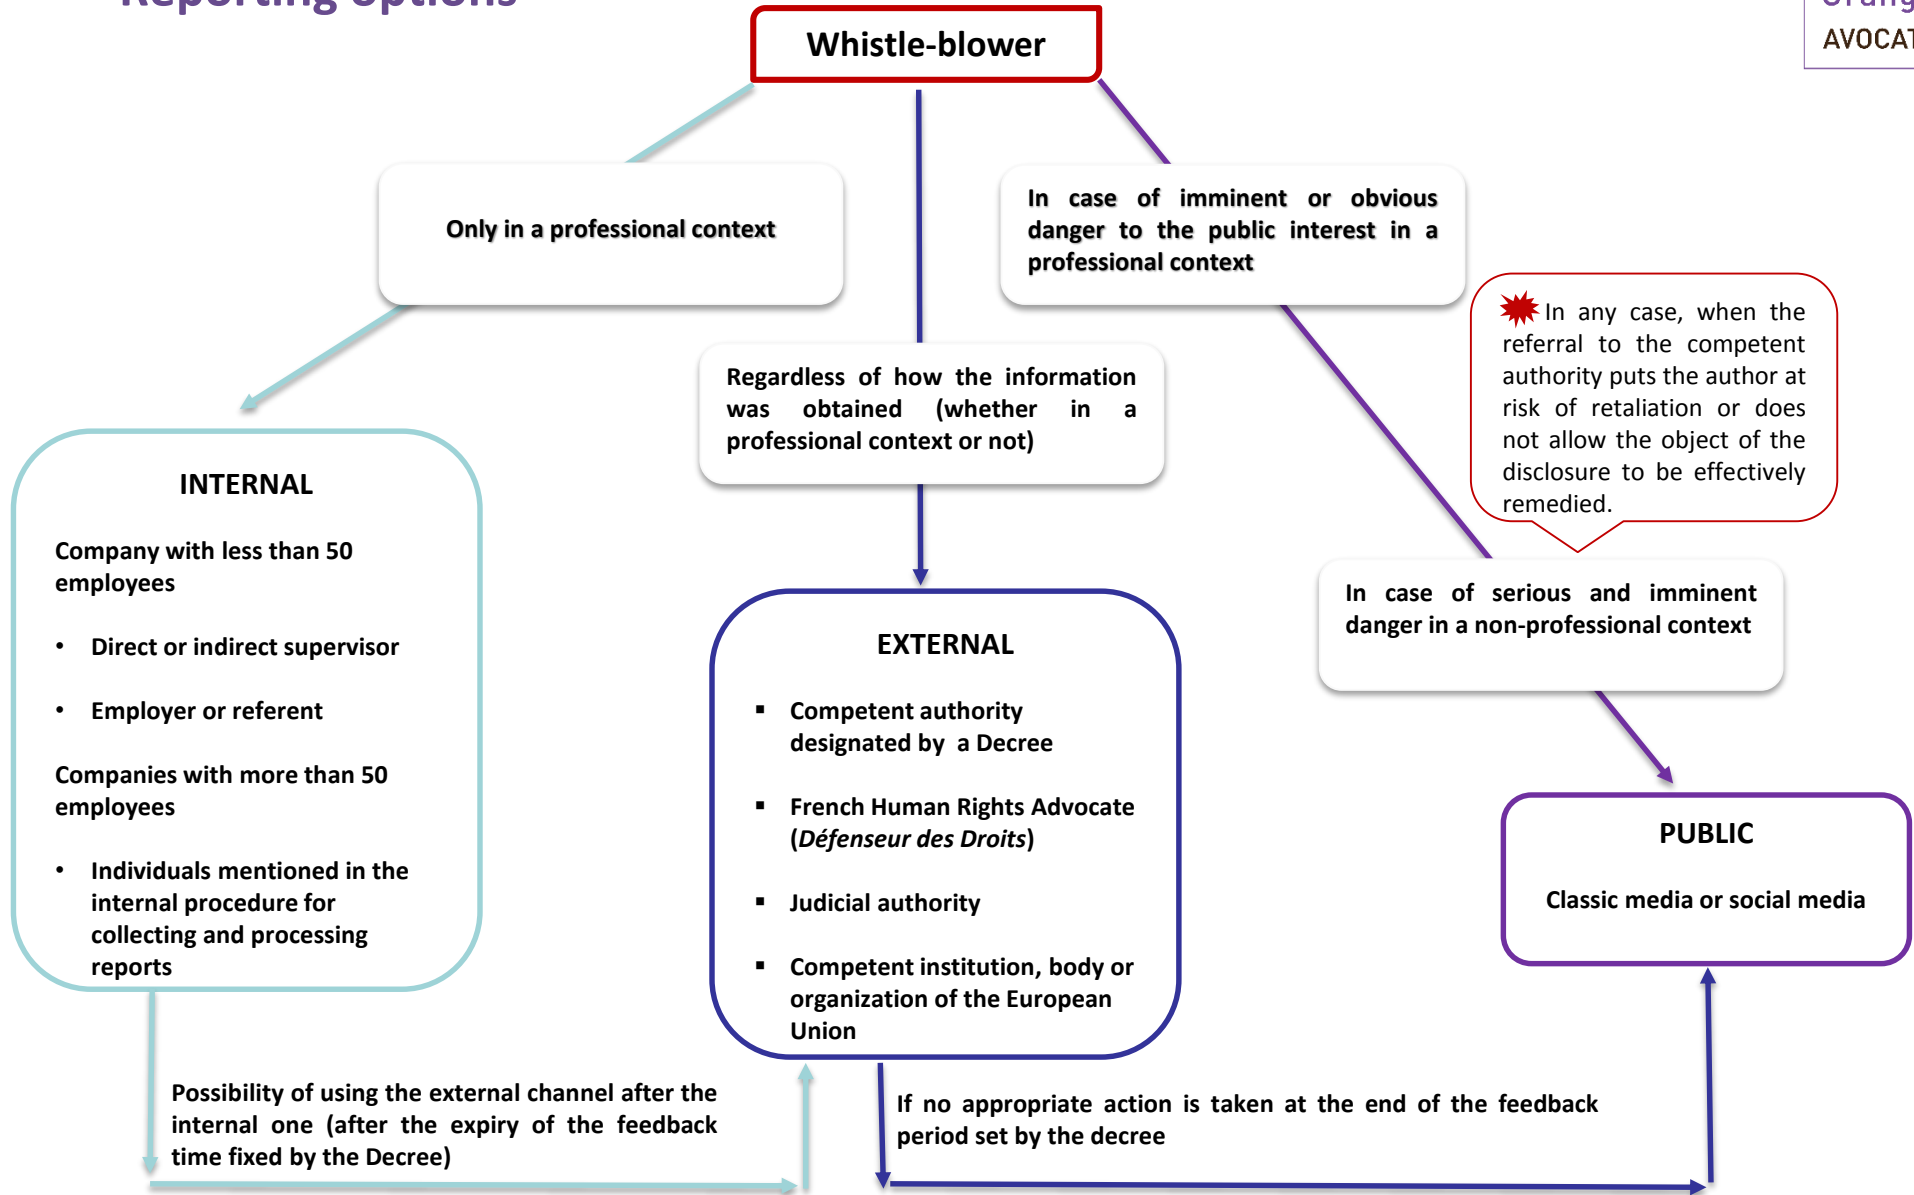 Reporting options
AVOCAT
Whistle-blower
Only in a professional context
In case of imminent or obvious
danger to the public interest in a
professional context
In any case, when the
referral to the competent
authority puts the author at
risk of retaliation or does
not allow the object of the
disclosure to be effectively
remedied.
Regardless of how the information
was obtained (whether in a
professional context or not)
INTERNAL
Company with less than 50
employees
• Direct or indirect supervisor
• Employer or referent
Companies with more than 50
employees
• Individuals mentioned in the
internal procedure for
collecting and processing
reports
EXTERNAL
▪ Competent authority
designated by a Decree
▪ French Human Rights Advocate
(Défenseur des Droits)
▪ Judicial authority
▪ Competent institution, body or
organization of the European
Union
In case of serious and imminent
danger in a non-professional context
PUBLIC
Classic media or social media
Possibility of using the external channel after the
internal one (after the expiry of the feedback
time fixed by the Decree)
If no appropriate action is taken at the end of the feedback
period set by the decree